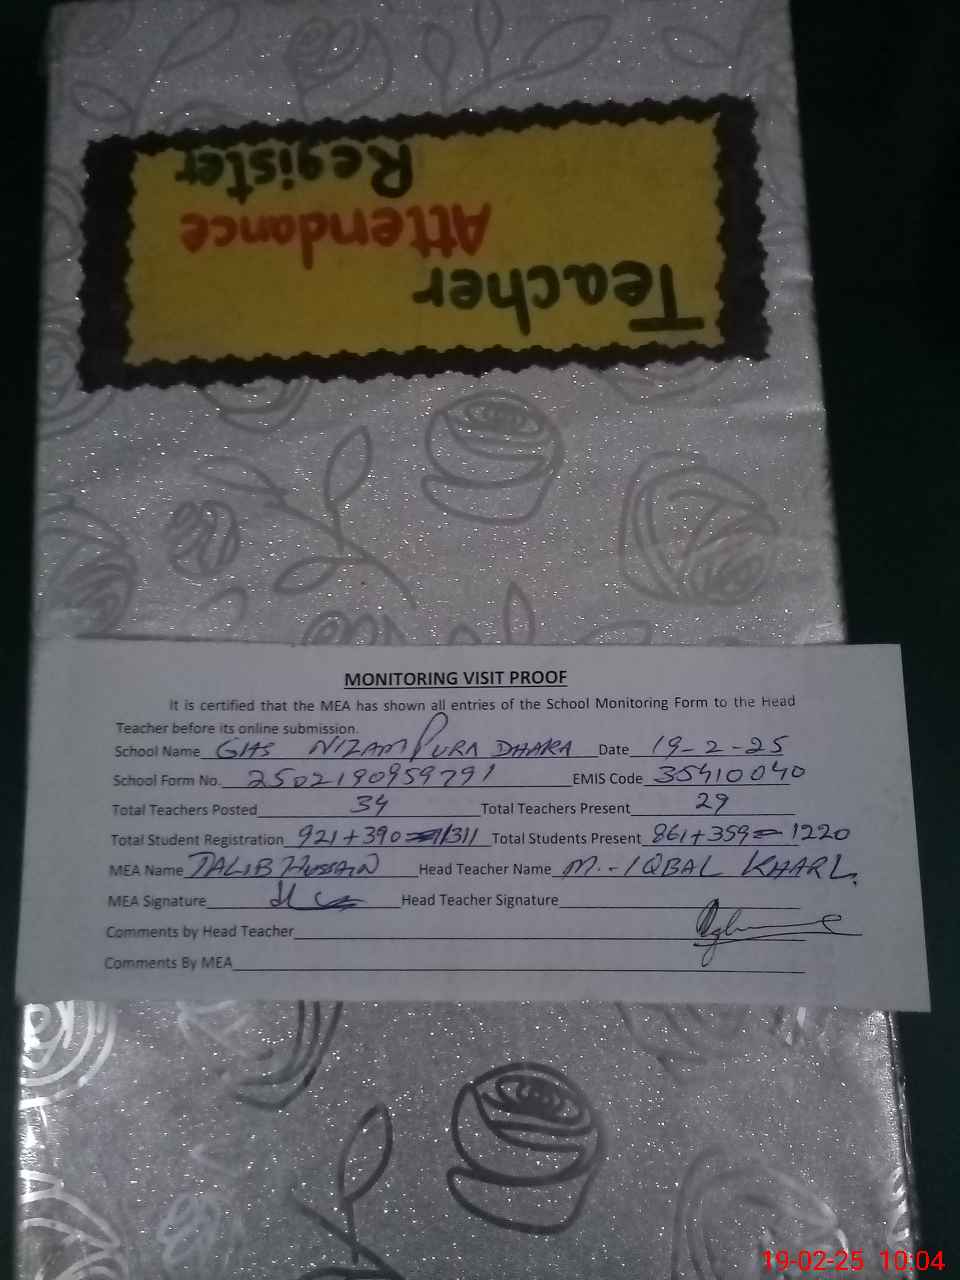 Teacher
Attendance
Register
MONITORING VISIT PROOF
It is certified that the MEA has shown all entries of the School Monitoring Form to the Head
Teacher before its online submission.
School Name GHS NIZAM PURA DHARA Date 19-2-25
School Form No. 2502190959791 EMIS Code 35410040
Total Teachers Posted 34 Total Teachers Present 29
Total Student Registration 921+390=1311 Total Students Present 861+359=1220
MEA Name TALIB HUSSAIN Head Teacher Name M.-IQBAL KHARL.
MEA Signature Head Teacher Signature
Comments by Head Teacher
Comments By MEA
19-02-25 10:04